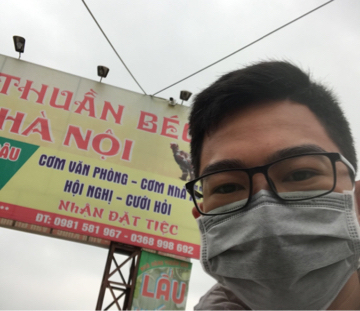 THUẦN BÉO
HÀ NỘI
CƠM VĂN PHÒNG - CƠM NHÀ
HỘI NGHỊ - CƯỚI HỎI
NHẬN ĐẶT TIỆC
ĐT: 0981 581 967 - 0368 998 692
LẨU